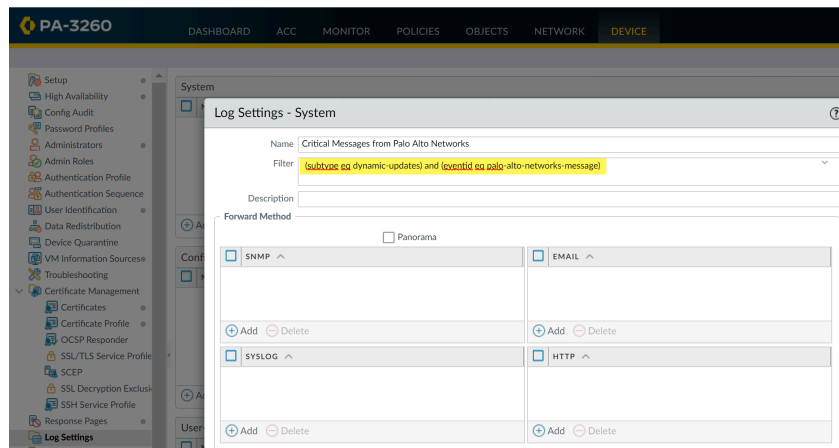 PA-3260
DASHBOARD ACC MONITOR POLICIES OBJECTS NETWORK DEVICE
Setup
High Availability
Config Audit
Password Profiles
Administrators
Admin Roles
Authentication Profile
Authentication Sequence
User Identification
Data Redistribution
Device Quarantine
VM Information Sources
Troubleshooting
Certificate Management
Certificates
Certificate Profile
OCSP Responder
SSL/TLS Service Profile
SCEP
SSL Decryption Exclusi
SSH Service Profile
Response Pages
Log Settings
System
Log Settings - System
Name Critical Messages from Palo Alto Networks
Filter (subtype eq dynamic-updates) and (eventid eq palo-alto-networks-message)
Description
Forward Method
Panorama
SNMP EMAIL
Add Delete Add Delete
SYSLOG HTTP
Add Delete Add Delete
Conf
User-